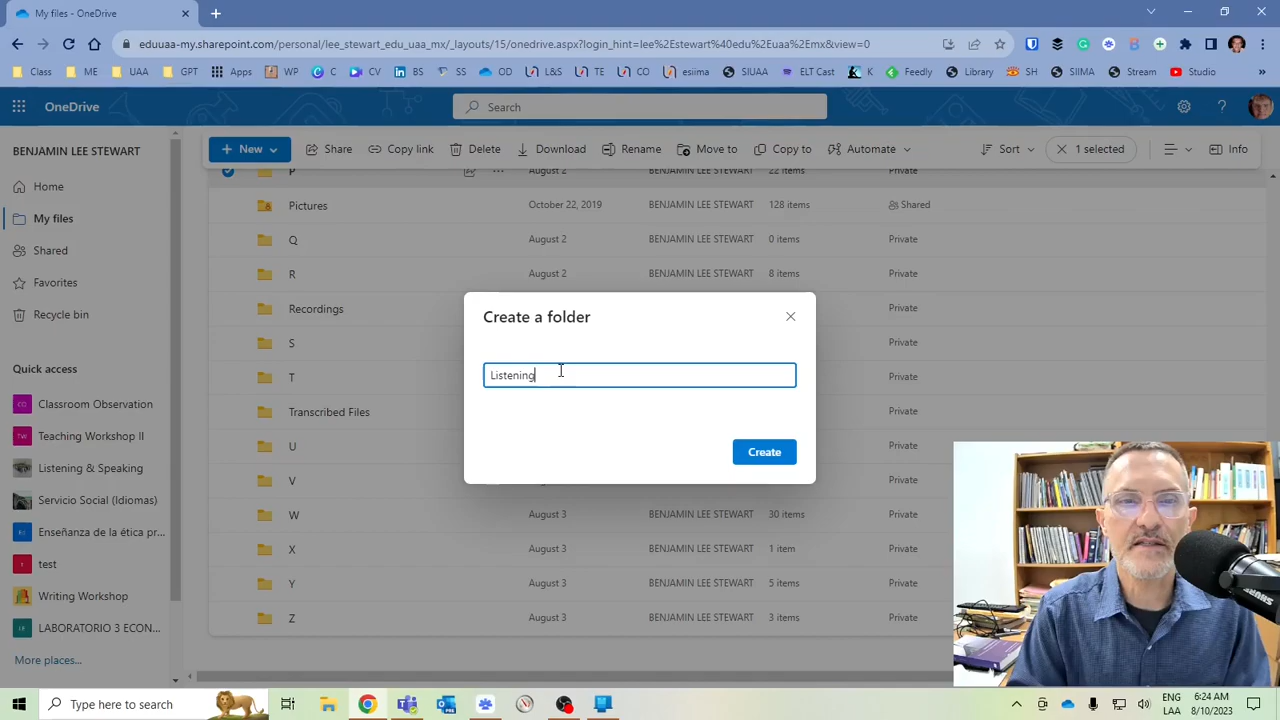 My files - OneDrive
eduuaa-my.sharepoint.com/personal/lee_stewart_edu_uaa_mx/_layouts/15/onedrive.aspx?login_hint=lee%2Estewart%40edu%2Euaa%2Emx&view=0
Class ME UAA GPT Apps WP C CV BS SS OD L&S TE CO esiima SIUAA ELT Cast K Feedly Library SH SIIMA Stream Studio »
OneDrive
Search
BENJAMIN LEE STEWART
New Share Copy link Delete Download Rename Move to Copy to Automate Sort 1 selected Info
P August 2 BENJAMIN LEE STEWART 22 items Private
Home
Pictures October 22, 2019 BENJAMIN LEE STEWART 128 items Shared
My files
Q August 2 BENJAMIN LEE STEWART 0 items Private
Shared
R August 2 BENJAMIN LEE STEWART 8 items Private
Favorites
Recordings Private
Recycle bin
S Private
T Private
Transcribed Files Private
U Private
V Private
W August 3 BENJAMIN LEE STEWART 30 items Private
X August 3 BENJAMIN LEE STEWART 1 item Private
Y August 3 BENJAMIN LEE STEWART 5 items Private
Z August 3 BENJAMIN LEE STEWART 3 items Private
Create a folder
Listening
Create
Quick access
Classroom Observation
Teaching Workshop II
Listening & Speaking
Servicio Social (Idiomas)
Enseñanza de la ética pr...
test
Writing Workshop
LABORATORIO 3 ECON...
More places...
SHURE
Type here to search
ENG
LAA
6:24 AM
8/10/2023